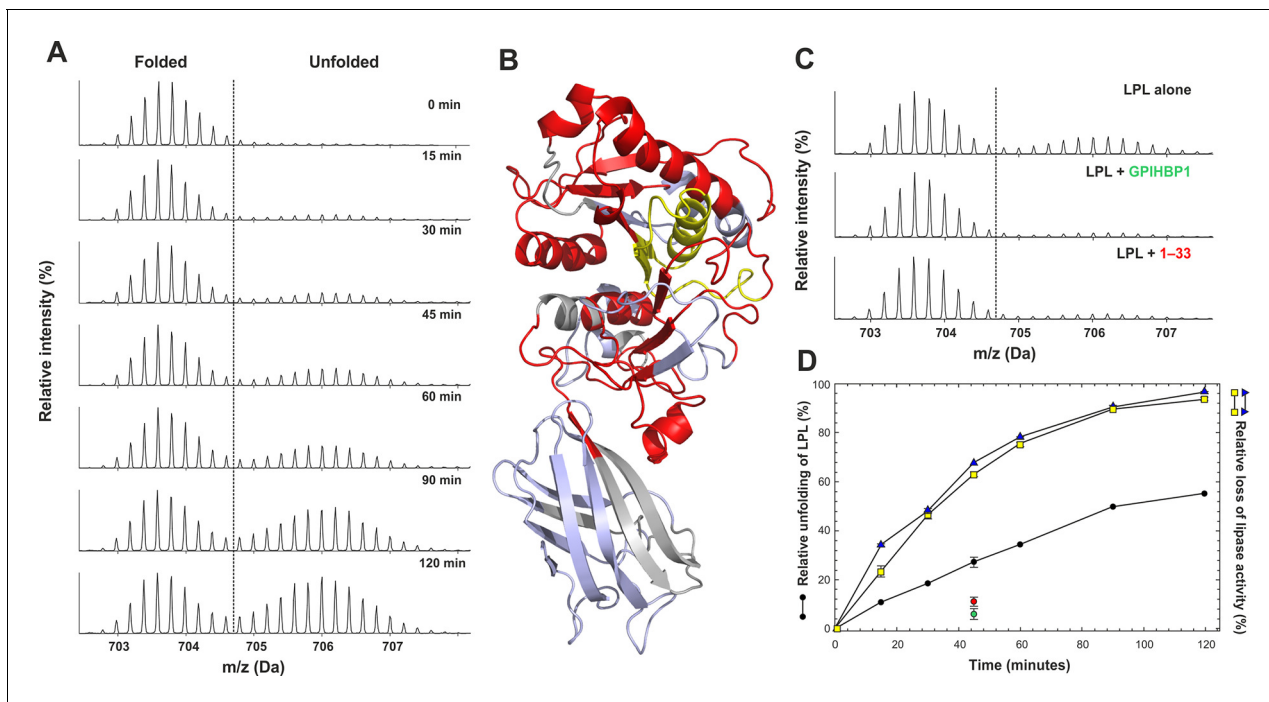 A
Folded
Unfolded
0 min
15 min
30 min
45 min
60 min
90 min
120 min
Relative intensity (%)
703
704
705
706
707
m/z (Da)
B
C
LPL alone
LPL + GPIHBP1
LPL + 1–33
Relative intensity (%)
703
704
705
706
707
m/z (Da)
D
100
80
60
40
20
0
Relative unfolding of LPL (%)
0
20
40
60
80
100
120
Time (minutes)
Relative loss of lipase activity (%)